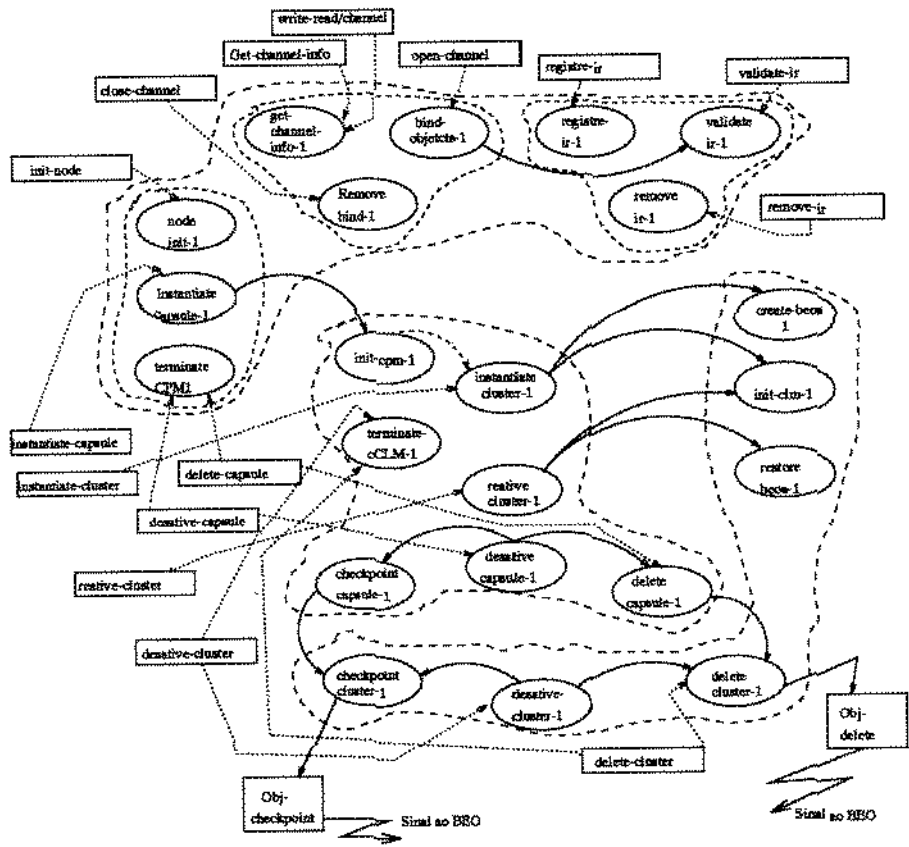 write-read/channel
Get-channel-info
open-channel
registre-ir
validate-ir
close-channel
get-
channel-
info-1
bind-
objetcts-1
registre-
ir-1
validate
ir-1
init-node
Remove
bind-1
remove
ir-1
remove-ir
node
init-1
Instantiate
Capsule-1
create-beos
1
init-cpm-1
terminate
CPM1
instantiate
cluster-1
init-clm-1
instantiate-capsule
terminate-
cCLM-1
instantiate-cluster
delete-capsule
reative
cluster-1
restore
beos-1
desative-capsule
reative-cluster
checkpoint
capsule-1
desative
capsule-1
delete
capsule-1
desative-cluster
checkpoint
cluster-1
desative-
cluster-1
delete
cluster-1
Obj-
delete
delete-cluster
Obj-
checkpoint
Sinal ao BEO
Sinal ao BEO